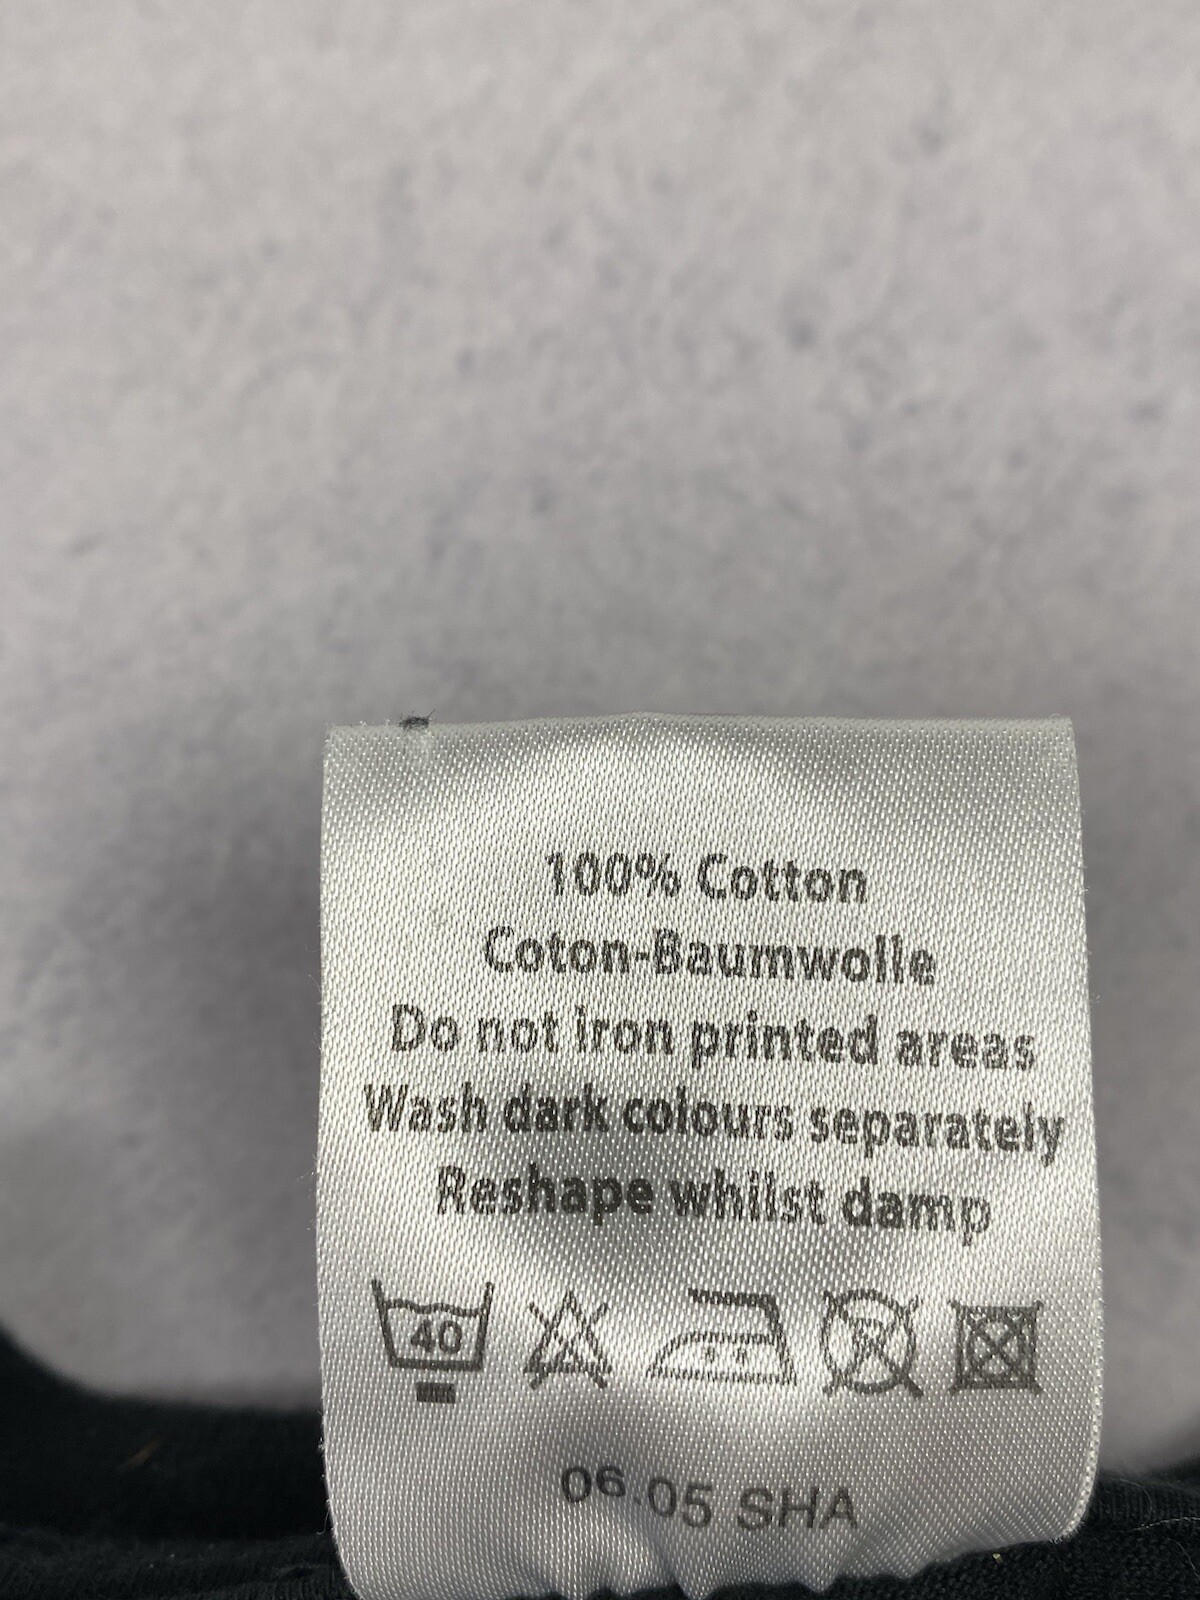 100% Cotton
Coton-Baumwolle
Do not iron printed areas
Wash dark colours separately
Reshape whilst damp
40
06.05 SHA